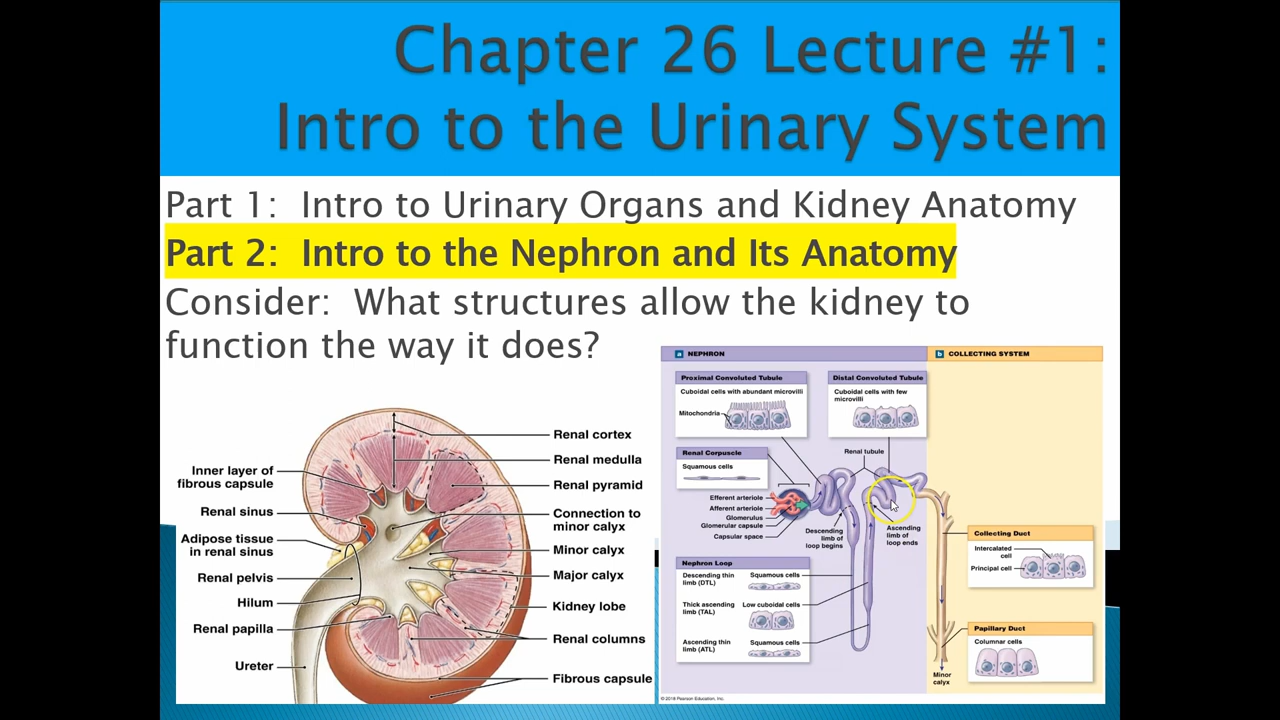 Chapter 26 Lecture #1:
Intro to the Urinary System
Part 1: Intro to Urinary Organs and Kidney Anatomy
Part 2: Intro to the Nephron and Its Anatomy
Consider: What structures allow the kidney to
function the way it does?
Inner layer of
fibrous capsule
Renal sinus
Adipose tissue
in renal sinus
Renal pelvis
Hilum
Renal papilla
Ureter
Renal cortex
Renal medulla
Renal pyramid
Connection to
minor calyx
Minor calyx
Major calyx
Kidney lobe
Renal columns
Fibrous capsule
a NEPHRON
b COLLECTING SYSTEM
Proximal Convoluted Tubule
Cuboidal cells with abundant microvilli
Mitochondria
Distal Convoluted Tubule
Cuboidal cells with few
microvilli
Renal Corpuscle
Squamous cells
Renal tubule
Efferent arteriole
Afferent arteriole
Glomerulus
Glomerular capsule
Capsular space
Descending
limb of
loop begins
Ascending
limb of
loop ends
Nephron Loop
Descending thin
limb (DTL)
Squamous cells
Thick ascending
limb (TAL)
Low cuboidal cells
Ascending thin
limb (ATL)
Squamous cells
Collecting Duct
Intercalated
cell
Principal cell
Papillary Duct
Columnar cells
Minor
calyx
© 2018 Pearson Education, Inc.